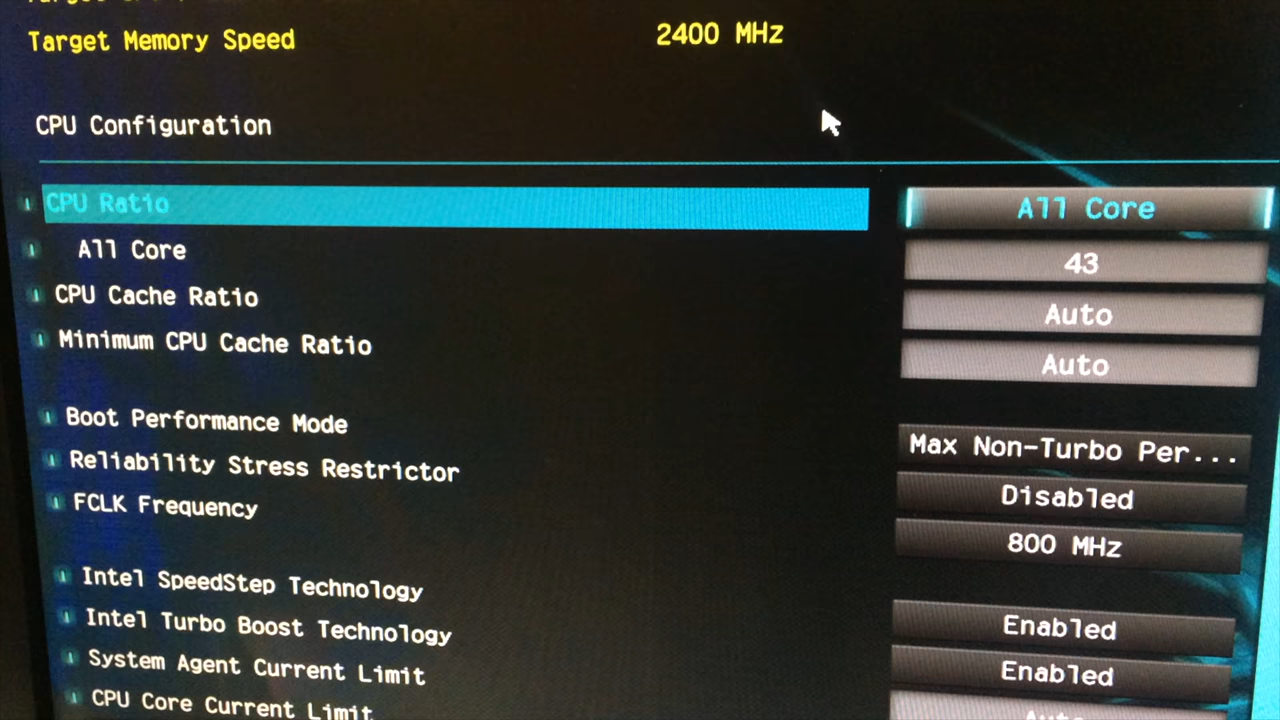 Target Memory Speed 2400 MHz
CPU Configuration
CPU Ratio All Core
All Core 43
CPU Cache Ratio Auto
Minimum CPU Cache Ratio Auto
Boot Performance Mode Max Non-Turbo Per...
Reliability Stress Restrictor Disabled
FCLK Frequency 800 MHz
Intel SpeedStep Technology Enabled
Intel Turbo Boost Technology Enabled
System Agent Current Limit Auto
CPU Core Current Limit